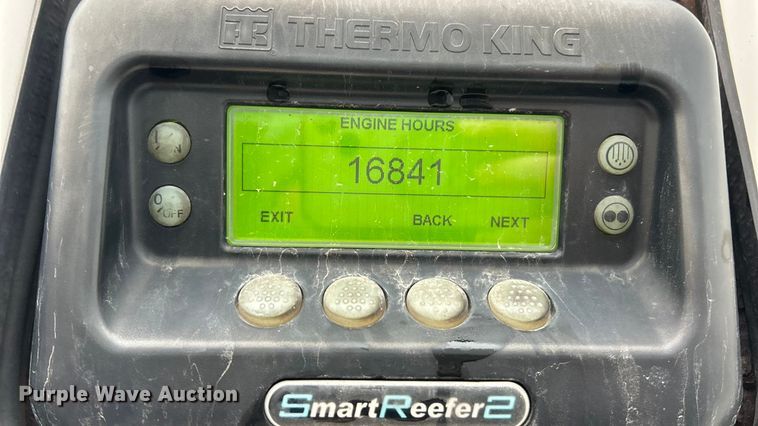 THERMO KING
ENGINE HOURS
16841
EXIT BACK NEXT
OFF
SmartReefer2
Purple Wave Auction